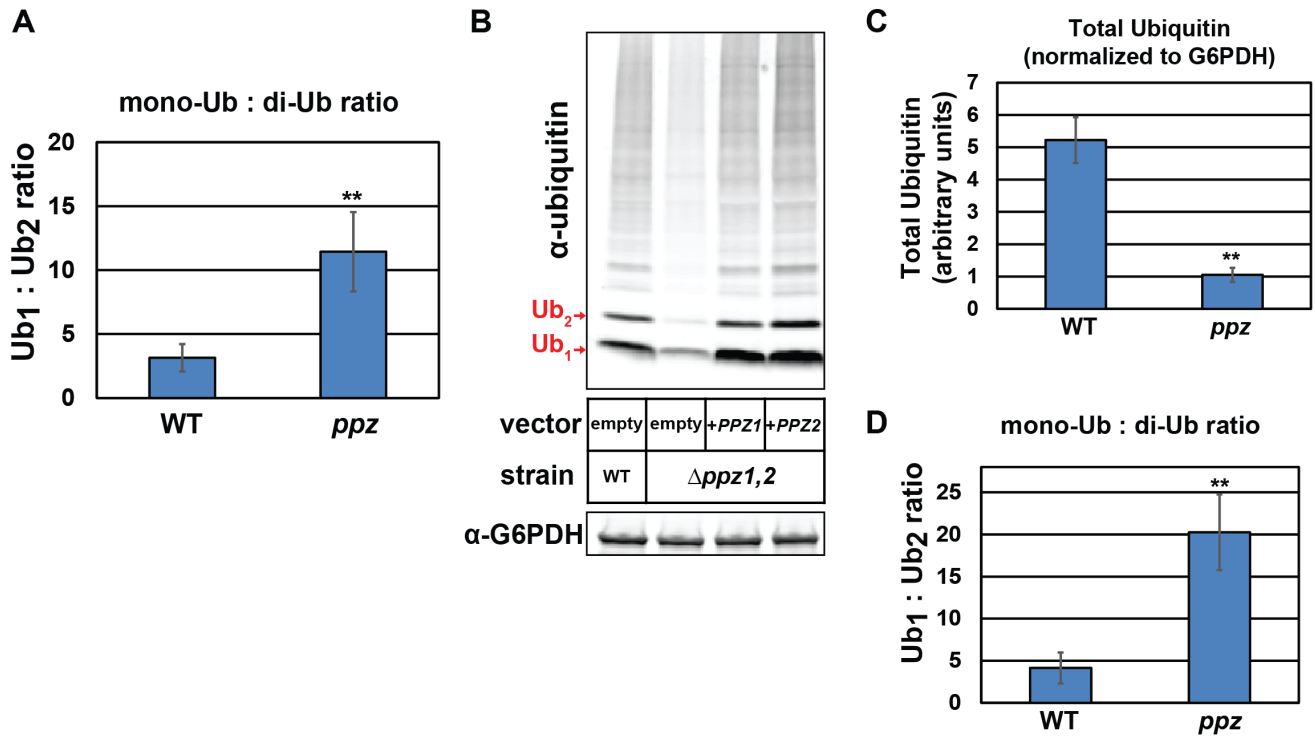 A
mono-Ub : di-Ub ratio
Ub1 : Ub2 ratio
20
15
10
5
0
**
WT
ppz
B
α-ubiquitin
Ub2
Ub1
vector
empty
empty
+PPZ1
+PPZ2
strain
WT
Δppz1,2
α-G6PDH
C
Total Ubiquitin
(normalized to G6PDH)
Total Ubiquitin
(arbitrary units)
7
6
5
4
3
2
1
0
**
WT
ppz
D
mono-Ub : di-Ub ratio
Ub1 : Ub2 ratio
25
20
15
10
5
0
**
WT
ppz